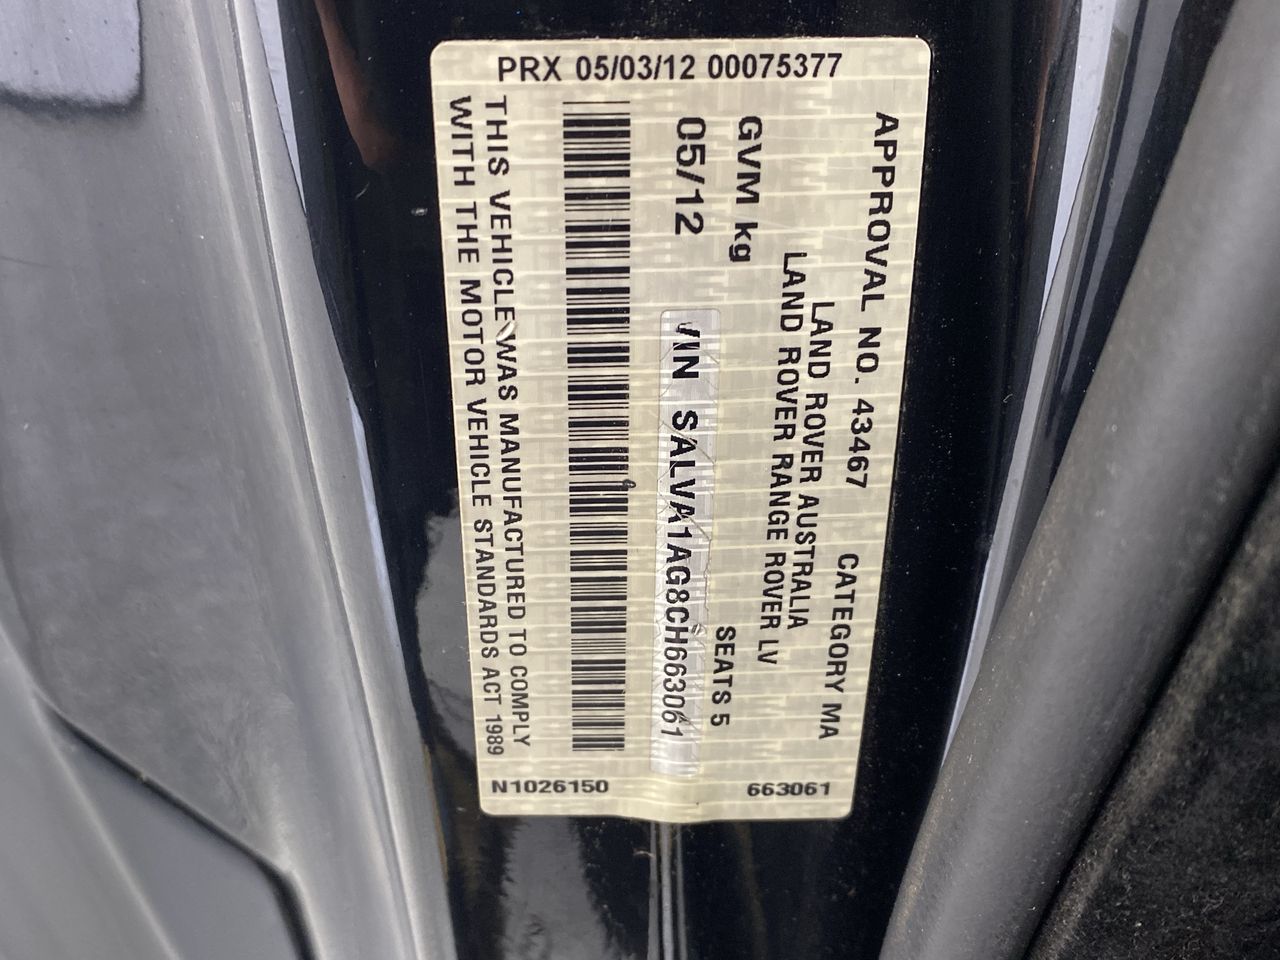 PRX 05/03/12 00075377
APPROVAL NO. 43467 CATEGORY MA
LAND ROVER AUSTRALIA
LAND ROVER RANGE ROVER LV
GVM kg SEATS 5
05/12 VIN SALVA1AG8CH663061
THIS VEHICLE WAS MANUFACTURED TO COMPLY
WITH THE MOTOR VEHICLE STANDARDS ACT 1989
N1026150 663061